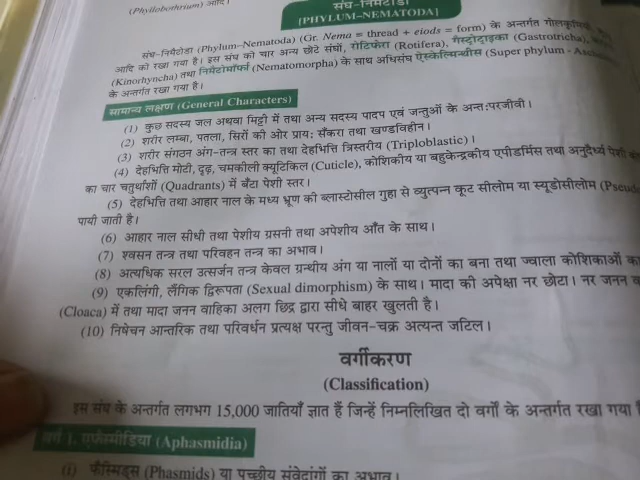 (Phyllobothrium) आदि।
संघ-निमैटोडा
[PHYLUM-NEMATODA]
संघ-निमैटोडा (Phylum-Nematoda) (Gr. Nema = thread + eiods = form) के अन्तर्गत गोलकृमियों,
आदि को रखा गया है। इस संघ को चार अन्य छोटे संघों, रोटिफेरा (Rotifera), गैस्ट्रोट्राइका (Gastrotricha),
(Kinorhyncha) तथा निमैटोमॉर्फा (Nematomorpha) के साथ अधिसंघ ऐस्केल्मिन्थीस (Super phylum -
के अन्तर्गत रखा गया है।
सामान्य लक्षण (General Characters)
(1) कुछ सदस्य जल अथवा मिट्टी में तथा अन्य सदस्य पादप एवं जन्तुओं के अन्तःपरजीवी।
(2) शरीर लम्बा, पतला, सिरों की ओर प्रायः सँकरा तथा खण्डविहीन।
(3) शरीर संगठन अंग-तन्त्र स्तर का तथा देहभित्ति त्रिस्तरीय (Triploblastic)।
(4) देहभित्ति मोटी, दृढ़, चमकीली क्यूटिकिल (Cuticle), कोशिकीय या बहुकेन्द्रकीय एपीडर्मिस तथा अनुदैर्ध्य पेशी
का चार चतुर्थांशों (Quadrants) में बँटा पेशी स्तर।
(5) देहभित्ति तथा आहार नाल के मध्य भ्रूण की ब्लास्टोसील गुहा से व्युत्पन्न कूट सीलोम या स्यूडोसीलोम (Pseud
पायी जाती है।
(6) आहार नाल सीधी तथा पेशीय ग्रसनी तथा अपेशीय आँत के साथ।
(7) श्वसन तन्त्र तथा परिवहन तन्त्र का अभाव।
(8) अत्यधिक सरल उत्सर्जन तन्त्र केवल ग्रन्थीय अंग या नालों या दोनों का बना तथा ज्वाला कोशिकाओं का
(9) एकलिंगी, लैंगिक द्विरूपता (Sexual dimorphism) के साथ। मादा की अपेक्षा नर छोटा। नर जनन
(Cloaca) में तथा मादा जनन वाहिका अलग छिद्र द्वारा सीधे बाहर खुलती है।
(10) निषेचन आन्तरिक तथा परिवर्धन प्रत्यक्ष परन्तु जीवन-चक्र अत्यन्त जटिल।
वर्गीकरण
(Classification)
इस संघ के अन्तर्गत लगभग 15,000 जातियाँ ज्ञात हैं जिन्हें निम्नलिखित दो वर्गों के अन्तर्गत रखा गया
वर्ग 1. एफैस्मीडिया (Aphasmidia)
(i) फैस्मिड्स (Phasmids) या पुच्छीय संवेदांगों का अभाव।